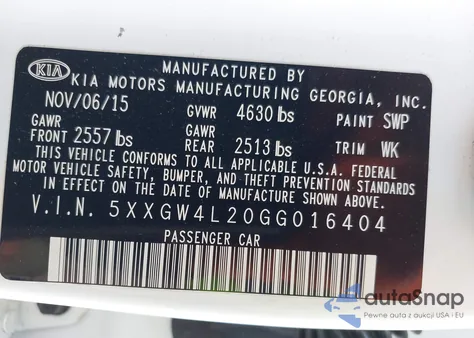 MANUFACTURED BY
KIA KIA MOTORS MANUFACTURING GEORGIA, INC.
NOV/06/15 GVWR 4630 lbs PAINT SWP
GAWR GAWR
FRONT 2557 lbs REAR 2513 lbs TRIM WK
THIS VEHICLE CONFORMS TO ALL APPLICABLE U.S.A. FEDERAL
MOTOR VEHICLE SAFETY, BUMPER, AND THEFT PREVENTION
STANDARDS IN EFFECT ON THE DATE OF MANUFACTURE SHOWN ABOVE.
V.I.N. 5XXGW4L20GG016404
PASSENGER CAR
autoSnap
Pewne auta z aukcji USA i EU